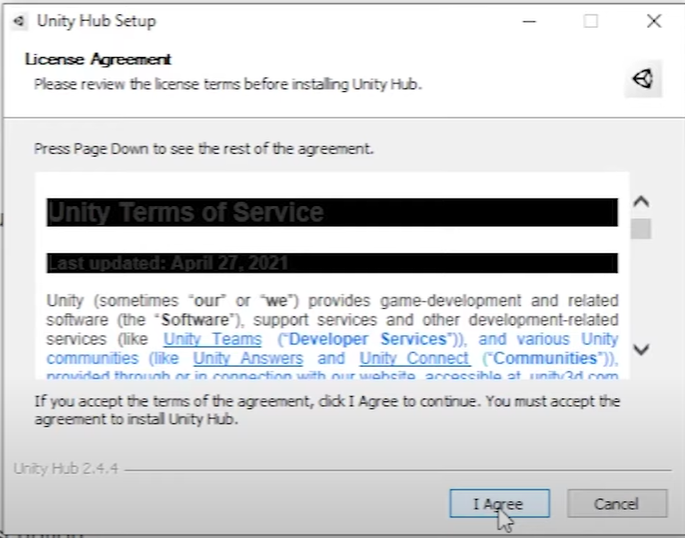 Unity Hub Setup
License Agreement
Please review the license terms before installing Unity Hub.
Press Page Down to see the rest of the agreement.
Unity Terms of Service
Last updated: April 27, 2021
Unity (sometimes “our” or “we”) provides game-development and related
software (the “Software”), support services and other development-related
services (like Unity Teams (“Developer Services”)), and various Unity
communities (like Unity Answers and Unity Connect (“Communities”)),
provided through or in connection with our website, accessible at unity3d.com
If you accept the terms of the agreement, click I Agree to continue. You must accept the
agreement to install Unity Hub.
Unity Hub 2.4.4
I Agree
Cancel